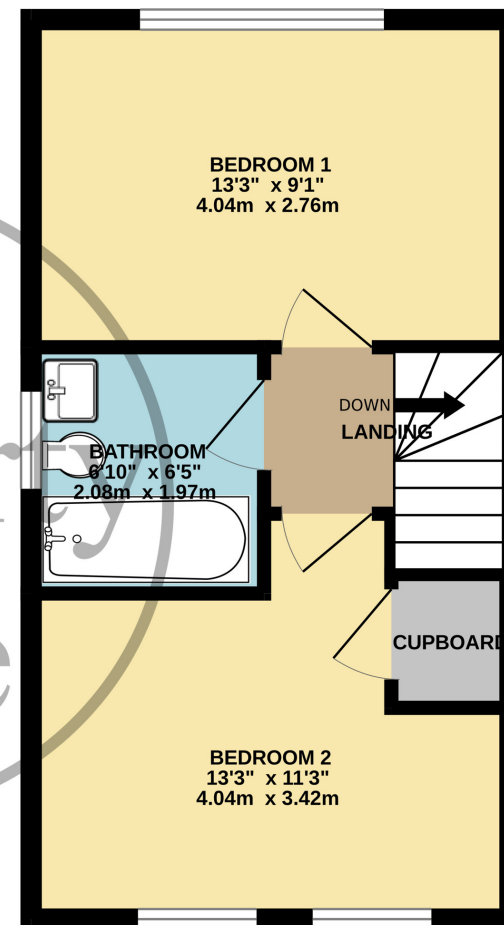 BEDROOM 1
13'3" x 9'1"
4.04m x 2.76m
DOWN
LANDING
BATHROOM
6'10" x 6'5"
2.08m x 1.97m
CUPBOARD
BEDROOM 2
13'3" x 11'3"
4.04m x 3.42m